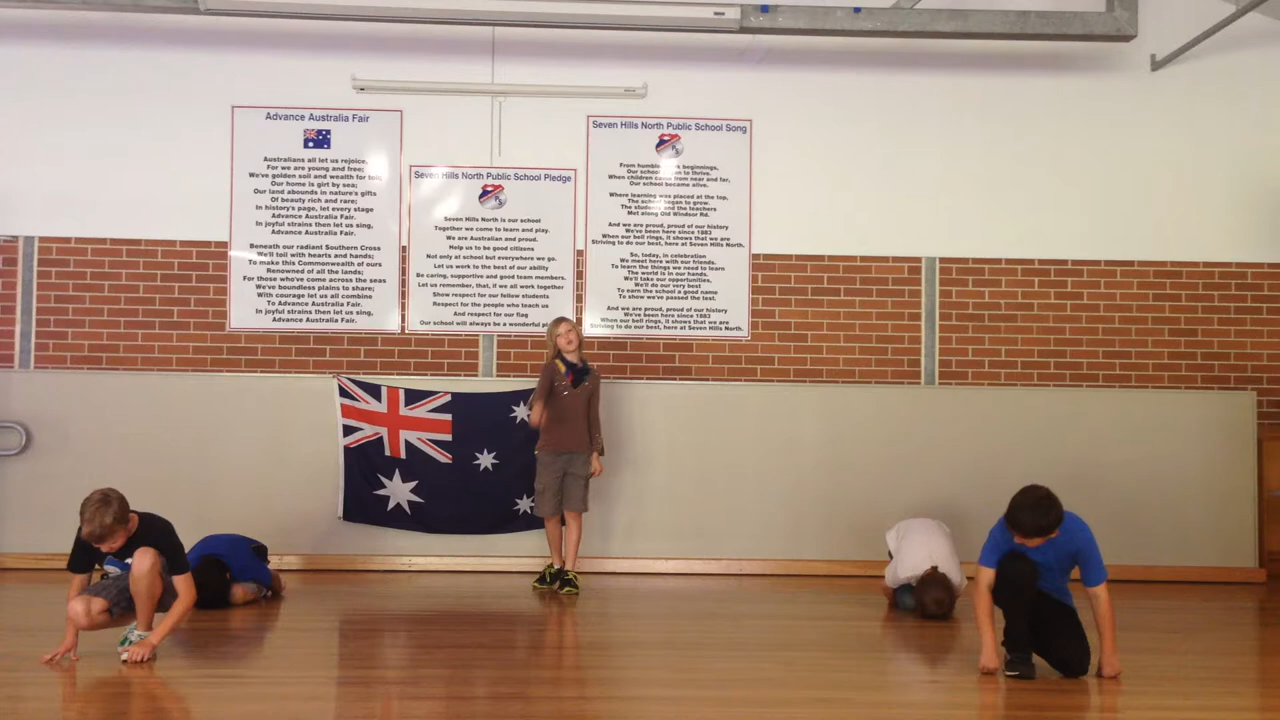 Advance Australia Fair
Australians all let us rejoice,
For we are young and free;
We've golden soil and wealth for toil;
Our home is girt by sea;
Our land abounds in nature's gifts
Of beauty rich and rare;
In history's page, let every stage
Advance Australia Fair.
In joyful strains then let us sing,
Advance Australia Fair.
Beneath our radiant Southern Cross
We'll toil with hearts and hands;
To make this Commonwealth of ours
Renowned of all the lands;
For those who've come across the seas
We've boundless plains to share;
With courage let us all combine
To Advance Australia Fair.
In joyful strains then let us sing,
Advance Australia Fair.
Seven Hills North Public School Pledge
Seven Hills North is our school
Together we come to learn and play.
We are Australian and proud.
Help us to be good citizens
Not only at school but everywhere we go.
Let us work to the best of our ability
Be caring, supportive and good team members.
Let us remember, that, if we all work together
Show respect for our fellow students
Respect for the people who teach us
And respect for our flag
Our school will always be a wonderful
Seven Hills North Public School Song
From humble beginnings,
Our school began to thrive.
When children came from near and far,
Our school became alive.
Where learning was placed at the top,
The school began to grow.
The students and the teachers
Met along Old Windsor Rd.
And we are proud, proud of our history
We've been here since 1883
When our bell rings, it shows that we are
Striving to do our best, here at Seven Hills North.
So, today, in celebration
We meet here with our friends.
To learn the things we need to learn
The world is in our hands.
We'll take our opportunities,
We'll do our very best
To earn the school a good name
To show we've passed the test.
And we are proud, proud of our history
We've been here since 1883
When our bell rings, it shows that we are
Striving to do our best, here at Seven Hills North.